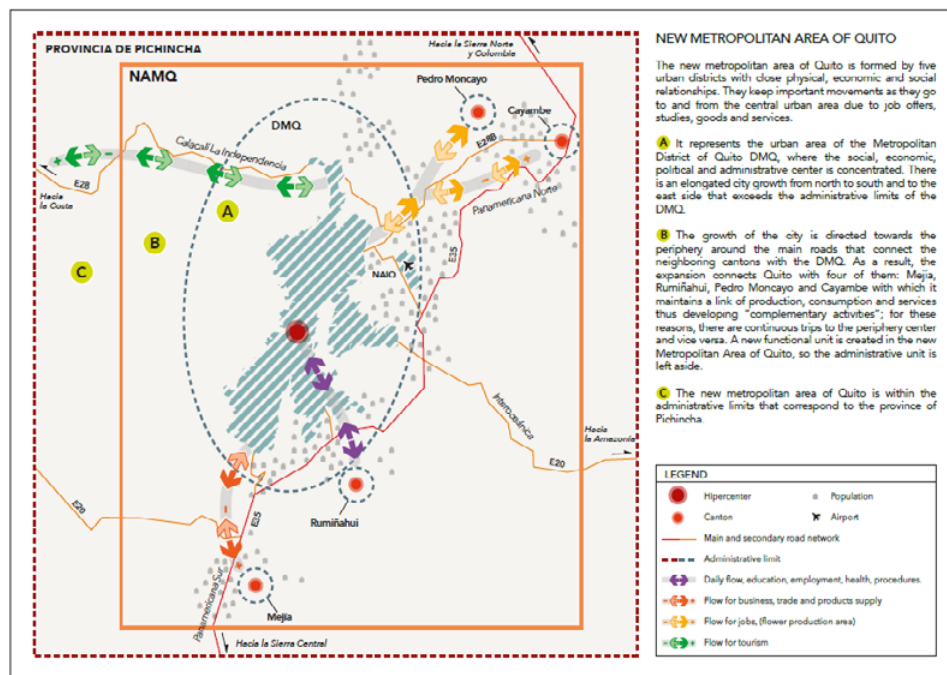 PROVINCIA DE PICHINCHA
Hacia la Sierra Norte
y Colombia
NAMQ
Pedro Moncayo
Cayambe
DMQ
E28B
Calacalí La Independencia
E28
Hacia
la Costa
Panamericana Norte
A
B
C
E35
NAIQ
Interoceánica
Hacia
la Amazonía
E20
E20
Rumiñahui
E35
Panamericana Sur
Mejía
Hacia la Sierra Central
NEW METROPOLITAN AREA OF QUITO
The new metropolitan area of Quito is formed by five
urban districts with close physical, economic and social
relationships. They keep important movements as they go
to and from the central urban area due to job offers,
studies, goods and services.
A It represents the urban area of the Metropolitan
District of Quito DMQ, where the social, economic,
political and administrative center is concentrated. There
is an elongated city growth from north to south and to
the east side that exceeds the administrative limits of the
DMQ.
B The growth of the city is directed towards the
periphery around the main roads that connect the
neighboring cantons with the DMQ. As a result, the
expansion connects Quito with four of them: Mejia,
Rumiñahui, Pedro Moncayo and Cayambe with which it
maintains a link of production, consumption and services
thus developing "complementary activities"; for these
reasons, there are continuous trips to the periphery center
and vice versa. A new functional unit is created in the new
Metropolitan Area of Quito, so the administrative unit is
left aside.
C The new metropolitan area of Quito is within the
administrative limits that correspond to the province of
Pichincha.
LEGEND
Hipercenter
Population
Canton
Airport
Main and secondary road network
Administrative limit
Daily flow, education, employment, health, procedures.
Flow for business, trade and products supply
Flow for jobs, (flower production area)
Flow for tourism